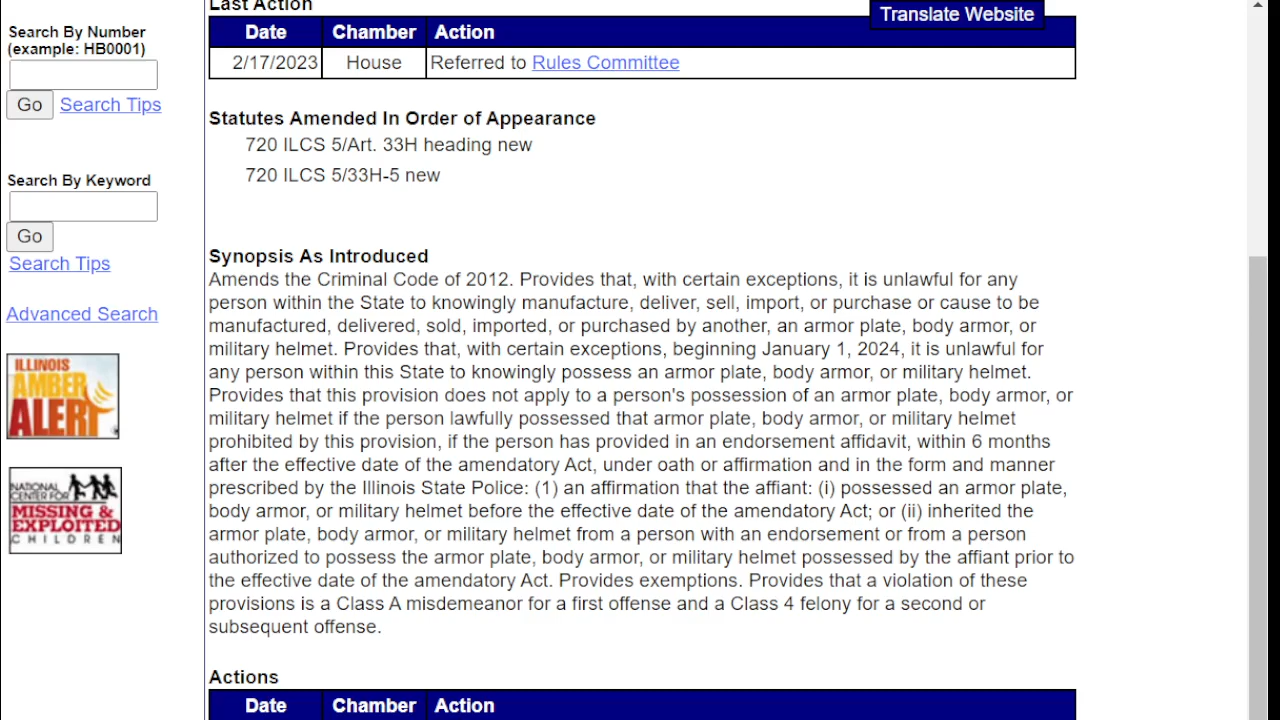 Last Action
Translate Website
Date Chamber Action
2/17/2023 House Referred to Rules Committee
Search By Number
(example: HB0001)
Go Search Tips
Search By Keyword
Go
Search Tips
Advanced Search
ILLINOIS
AMBER
ALERT
NATIONAL
CENTER FOR
MISSING &
EXPLOITED
CHILDREN
Statutes Amended In Order of Appearance
720 ILCS 5/Art. 33H heading new
720 ILCS 5/33H-5 new
Synopsis As Introduced
Amends the Criminal Code of 2012. Provides that, with certain exceptions, it is unlawful for any
person within the State to knowingly manufacture, deliver, sell, import, or purchase or cause to be
manufactured, delivered, sold, imported, or purchased by another, an armor plate, body armor, or
military helmet. Provides that, with certain exceptions, beginning January 1, 2024, it is unlawful for
any person within this State to knowingly possess an armor plate, body armor, or military helmet.
Provides that this provision does not apply to a person's possession of an armor plate, body armor, or
military helmet if the person lawfully possessed that armor plate, body armor, or military helmet
prohibited by this provision, if the person has provided in an endorsement affidavit, within 6 months
after the effective date of the amendatory Act, under oath or affirmation and in the form and manner
prescribed by the Illinois State Police: (1) an affirmation that the affiant: (i) possessed an armor plate,
body armor, or military helmet before the effective date of the amendatory Act; or (ii) inherited the
armor plate, body armor, or military helmet from a person with an endorsement or from a person
authorized to possess the armor plate, body armor, or military helmet possessed by the affiant prior to
the effective date of the amendatory Act. Provides exemptions. Provides that a violation of these
provisions is a Class A misdemeanor for a first offense and a Class 4 felony for a second or
subsequent offense.
Actions
Date Chamber Action